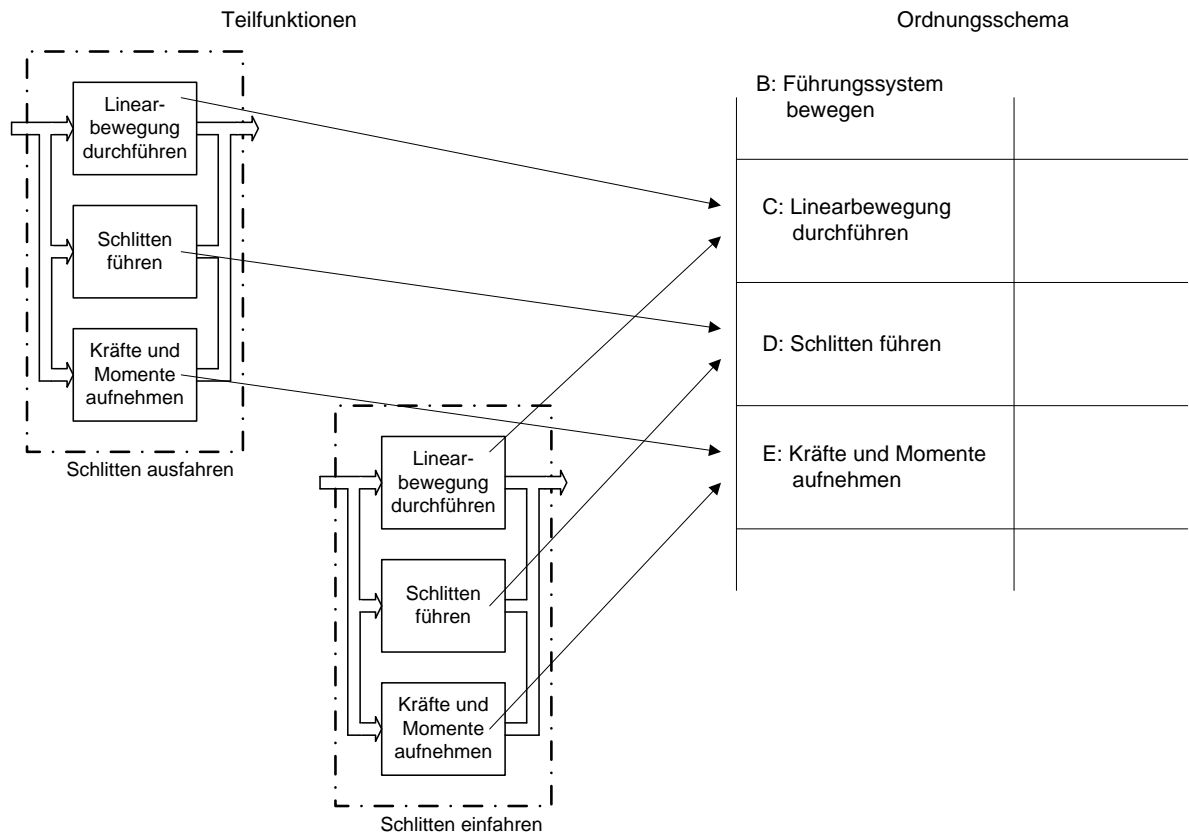 Teilfunktionen
Ordnungsschema
Linear-
bewegung
durchführen
Schlitten
führen
Kräfte und
Momente
aufnehmen
Schlitten ausfahren
Linear-
bewegung
durchführen
Schlitten
führen
Kräfte und
Momente
aufnehmen
Schlitten einfahren
B: Führungssystem
bewegen
C: Linearbewegung
durchführen
D: Schlitten führen
E: Kräfte und Momente
aufnehmen